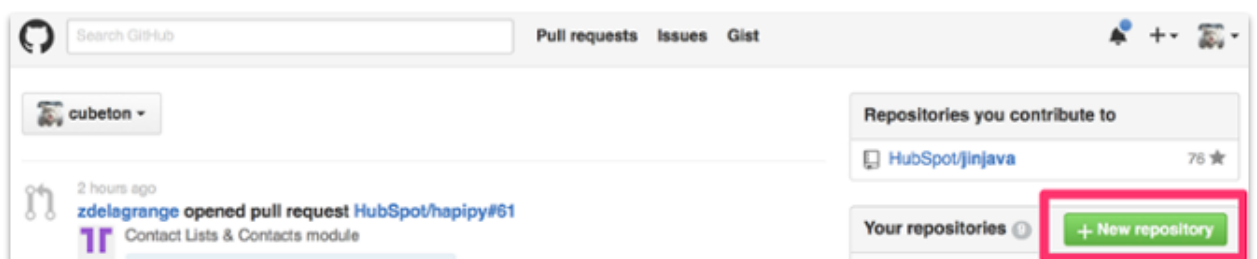 Search GitHub
Pull requests Issues Gist
cubeton
2 hours ago
zdelagrange opened pull request HubSpot/hapipy#61
Contact Lists & Contacts module
Repositories you contribute to
HubSpot/jinjava 76
Your repositories 9
+ New repository